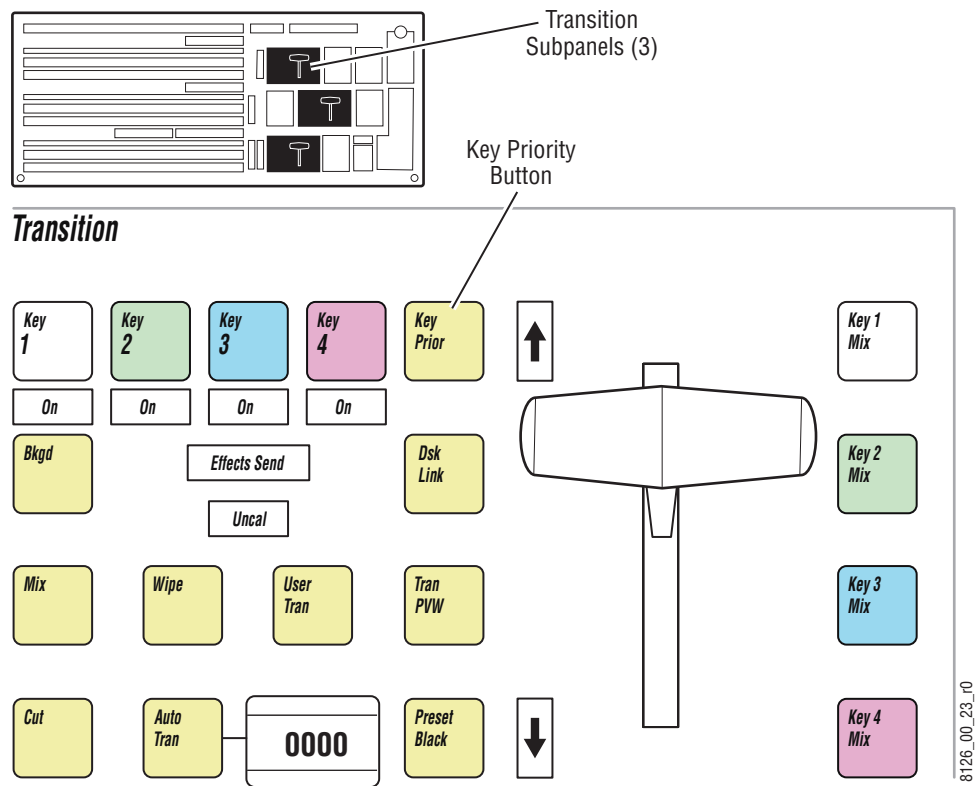 Transition
Subpanels (3)
Key Priority
Button
Transition
Key
1
Key
2
Key
3
Key
4
Key
Prior
Key 1
Mix
On
On
On
On
Bkgd
Effects Send
Dsk
Link
Key 2
Mix
Uncal
Mix
Wipe
User
Tran
Tran
PVW
Key 3
Mix
Cut
Auto
Tran
0000
Preset
Black
Key 4
Mix
8126_00_23_r0